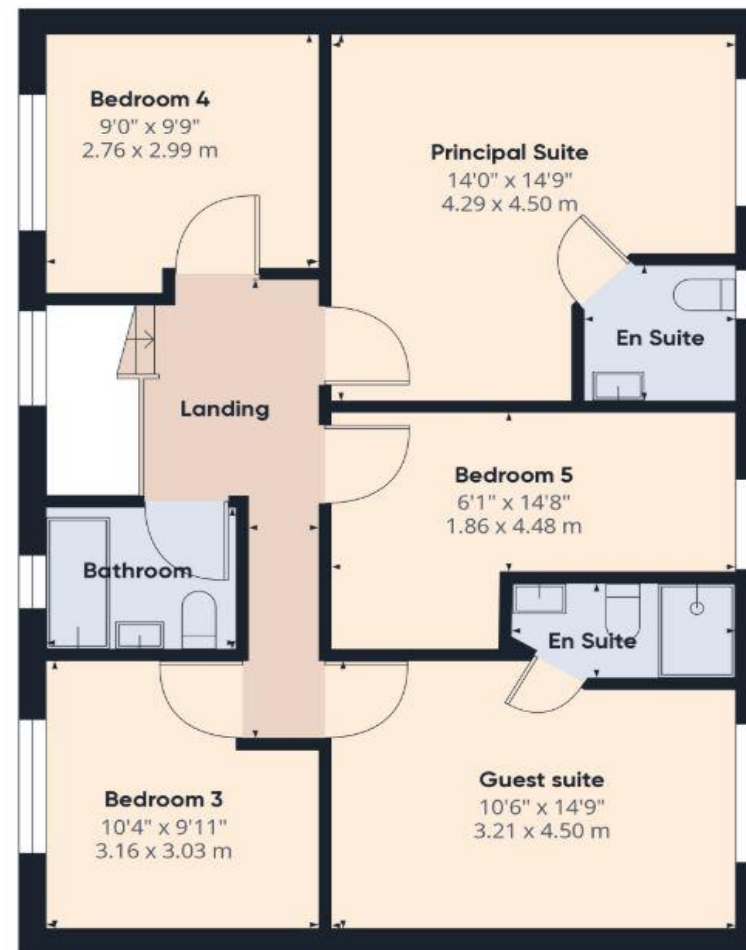 Bedroom 4
9'0" x 9'9"
2.76 x 2.99 m
Principal Suite
14'0" x 14'9"
4.29 x 4.50 m
En Suite
Landing
Bedroom 5
6'1" x 14'8"
1.86 x 4.48 m
Bathroom
En Suite
Bedroom 3
10'4" x 9'11"
3.16 x 3.03 m
Guest suite
10'6" x 14'9"
3.21 x 4.50 m